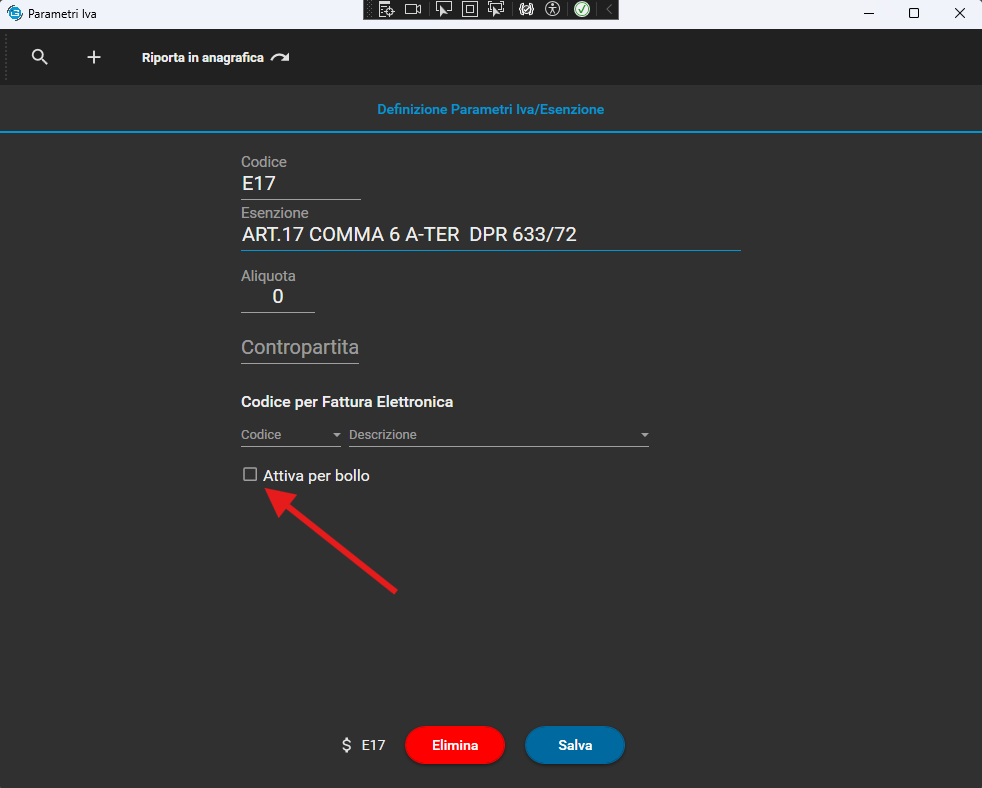 Parametri Iva
Riporta in anagrafica
Definizione Parametri Iva/Esenzione
Codice
E17
Esenzione
ART.17 COMMA 6 A-TER  DPR 633/72
Aliquota
0
Contropartita
Codice per Fattura Elettronica
Codice Descrizione
Attiva per bollo
$ E17 Elimina Salva